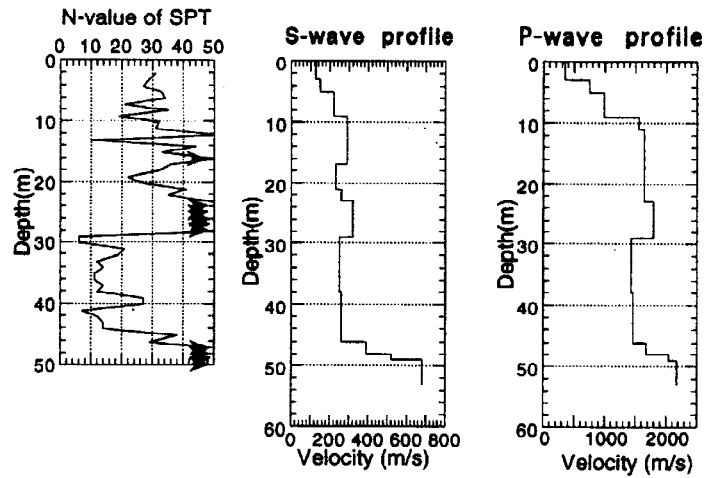 N-value of SPT
0 10 20 30 40 50
0
10
20
30
40
50
Depth(m)
S-wave profile
0
10
20
30
40
50
60
Depth(m)
0 200 400 600 800
Velocity (m/s)
P-wave profile
0
10
20
30
40
50
60
Depth(m)
0 1000 2000
Velocity (m/s)